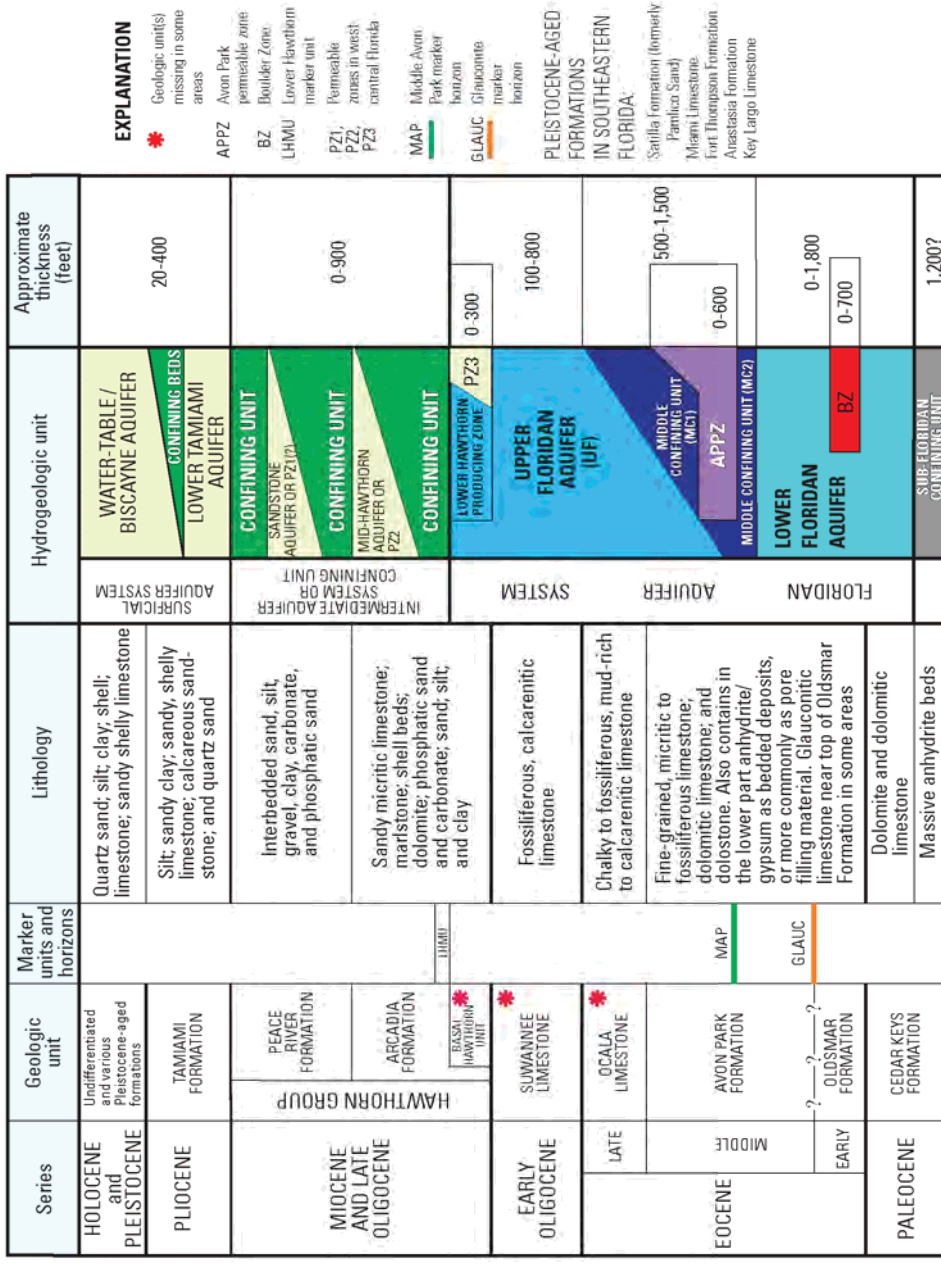 Series
Geologic
unit
Marker
units and
horizons
Lithology
Hydrogeologic unit
Approximate
thickness
(feet)
HOLOCENE
and
PLEISTOCENE
Undifferentiated
and various
Pleistocene-aged
formations
Quartz sand; silt; clay; shell;
limestone; sandy shelly limestone
SURFICIAL
AQUIFER SYSTEM
WATER-TABLE /
BISCAYNE AQUIFER
CONFINING BEDS
LOWER TAMIAMI
AQUIFER
20-400
PLIOCENE
TAMIAMI
FORMATION
Silt; sandy clay; sandy, shelly
limestone; calcareous sand-
stone; and quartz sand
MIOCENE
AND LATE
OLIGOCENE
HAWTHORN GROUP
PEACE
RIVER
FORMATION
Interbedded sand, silt,
gravel, clay, carbonate,
and phosphatic sand
INTERMEDIATE AQUIFER
SYSTEM OR
CONFINING UNIT
CONFINING UNIT
SANDSTONE
AQUIFER OR PZ1(?)
CONFINING UNIT
MID-HAWTHORN
AQUIFER OR
PZ2
CONFINING UNIT
0-900
ARCADIA
FORMATION
LHMU
Sandy micritic limestone;
marlstone; shell beds;
dolomite; phosphatic sand
and carbonate; sand; silt;
and clay
BASAL
HAWTHORN
UNIT
*
LOWER HAWTHORN
PRODUCING ZONE
PZ3
0-300
EARLY
OLIGOCENE
SUWANNEE
LIMESTONE
*
Fossiliferous, calcarenitic
limestone
FLORIDAN AQUIFER SYSTEM
UPPER
FLORIDAN
AQUIFER
(UF)
100-800
EOCENE
LATE
OCALA
LIMESTONE
*
Chalky to fossiliferous, mud-rich
to calcarenitic limestone
MIDDLE
CONFINING UNIT
(MC1)
500-1,500
MIDDLE
AVON PARK
FORMATION
MAP
Fine-grained, micritic to
fossiliferous limestone;
dolomitic limestone; and
dolostone. Also contains in
the lower part anhydrite/
gypsum as bedded deposits,
or more commonly as pore
filling material. Glauconitic
limestone near top of Oldsmar
Formation in some areas
APPZ
0-600
MIDDLE CONFINING UNIT (MC2)
GLAUC
? ? ?
EARLY
OLDSMAR
FORMATION
LOWER
FLORIDAN
AQUIFER
0-1,800
BZ
0-700
PALEOCENE
CEDAR KEYS
FORMATION
Dolomite and dolomitic
limestone
Massive anhydrite beds
SUB-FLORIDAN
CONFINING UNIT
1,200?
EXPLANATION
* Geologic unit(s)
missing in some
areas
APPZ Avon Park
permeable zone
BZ Boulder Zone
LHMU Lower Hawthorn
marker unit
PZ1, Permeable
PZ2, zones in west-
PZ3 central Florida
MAP Middle Avon
Park marker
horizon
GLAUC Glauconite
marker
horizon
PLEISTOCENE-AGED
FORMATIONS
IN SOUTHEASTERN
FLORIDA:
Satilla Formation (formerly
Pamlico Sand)
Miami Limestone
Fort Thompson Formation
Anastasia Formation
Key Largo Limestone